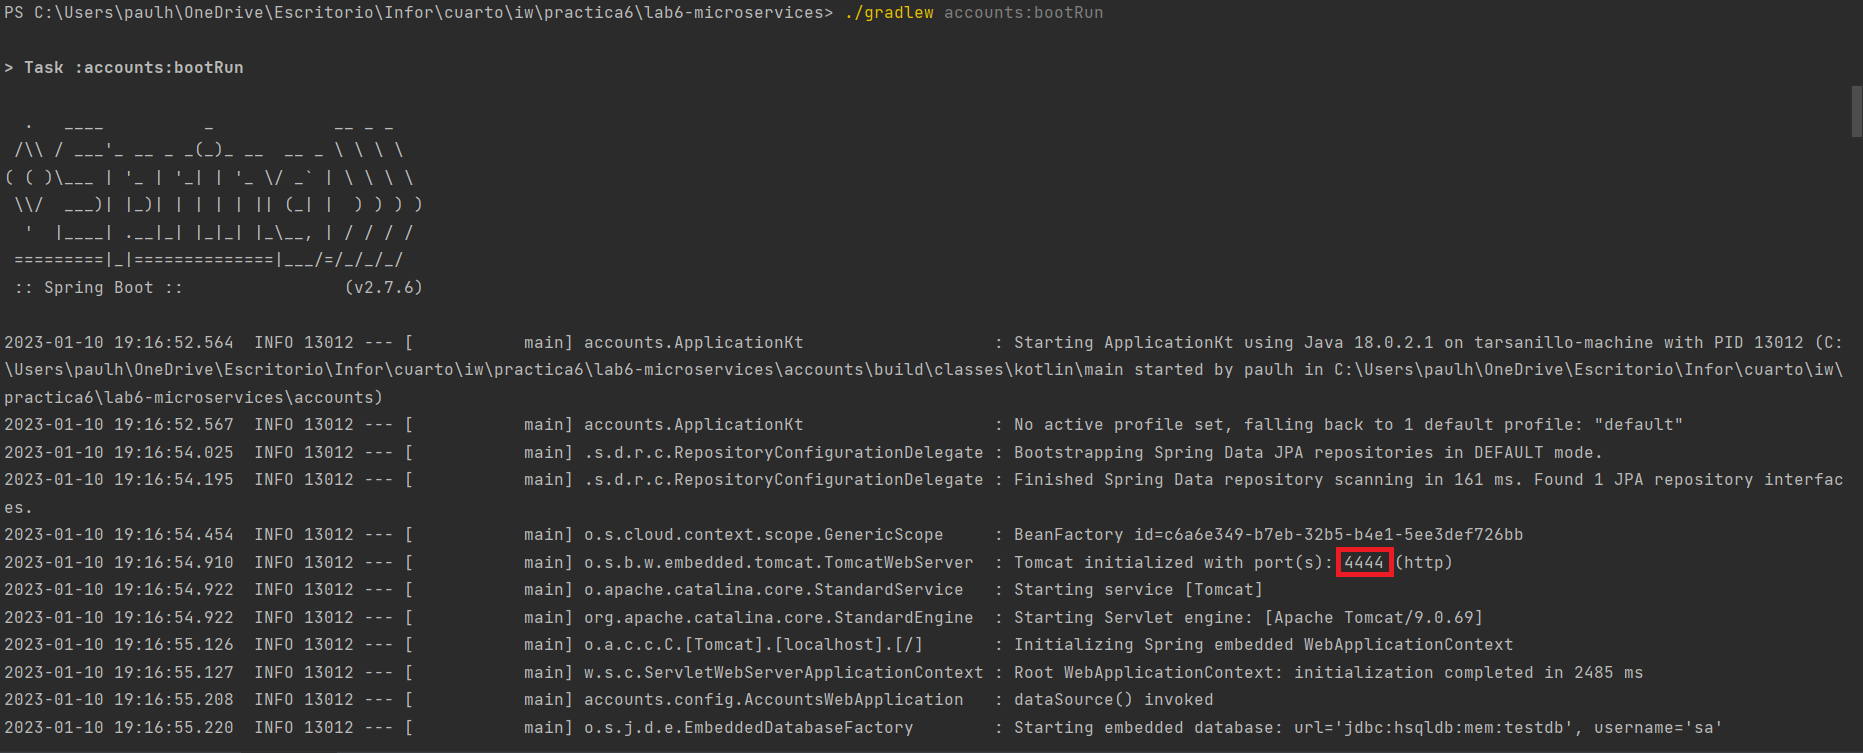 PS C:\Users\paulh\OneDrive\Escritorio\Infor\cuarto\iw\practica6\lab6-microservices> ./gradlew accounts:bootRun
> Task :accounts:bootRun
  .   ____          _            __ _ _
 /\\ / ___'_ __ _ _(_)_ __  __ _ \ \ \ \
( ( )\___ | '_ | '_| | '_ \/ _` | \ \ \ \
 \\/  ___)| |_)| | | | | || (_| |  ) ) ) )
  '  |____| .__|_| |_|_| |_\__, | / / / /
 =========|_|==============|___/=/_/_/_/
 :: Spring Boot ::                (v2.7.6)
2023-01-10 19:16:52.564  INFO 13012 --- [           main] accounts.ApplicationKt                   : Starting ApplicationKt using Java 18.0.2.1 on tarsanillo-machine with PID 13012 (C:
\Users\paulh\OneDrive\Escritorio\Infor\cuarto\iw\practica6\lab6-microservices\accounts\build\classes\kotlin\main started by paulh in C:\Users\paulh\OneDrive\Escritorio\Infor\cuarto\iw\
practica6\lab6-microservices\accounts)
2023-01-10 19:16:52.567  INFO 13012 --- [           main] accounts.ApplicationKt                   : No active profile set, falling back to 1 default profile: "default"
2023-01-10 19:16:54.025  INFO 13012 --- [           main] .s.d.r.c.RepositoryConfigurationDelegate : Bootstrapping Spring Data JPA repositories in DEFAULT mode.
2023-01-10 19:16:54.195  INFO 13012 --- [           main] .s.d.r.c.RepositoryConfigurationDelegate : Finished Spring Data repository scanning in 161 ms. Found 1 JPA repository interfac
es.
2023-01-10 19:16:54.454  INFO 13012 --- [           main] o.s.cloud.context.scope.GenericScope     : BeanFactory id=c6a6e349-b7eb-32b5-b4e1-5ee3def726bb
2023-01-10 19:16:54.910  INFO 13012 --- [           main] o.s.b.w.embedded.tomcat.TomcatWebServer  : Tomcat initialized with port(s): 4444 (http)
2023-01-10 19:16:54.922  INFO 13012 --- [           main] o.apache.catalina.core.StandardService   : Starting service [Tomcat]
2023-01-10 19:16:54.922  INFO 13012 --- [           main] org.apache.catalina.core.StandardEngine  : Starting Servlet engine: [Apache Tomcat/9.0.69]
2023-01-10 19:16:55.126  INFO 13012 --- [           main] o.a.c.c.C.[Tomcat].[localhost].[/]       : Initializing Spring embedded WebApplicationContext
2023-01-10 19:16:55.127  INFO 13012 --- [           main] w.s.c.ServletWebServerApplicationContext : Root WebApplicationContext: initialization completed in 2485 ms
2023-01-10 19:16:55.208  INFO 13012 --- [           main] accounts.config.AccountsWebApplication   : dataSource() invoked
2023-01-10 19:16:55.220  INFO 13012 --- [           main] o.s.j.d.e.EmbeddedDatabaseFactory        : Starting embedded database: url='jdbc:hsqldb:mem:testdb', username='sa'